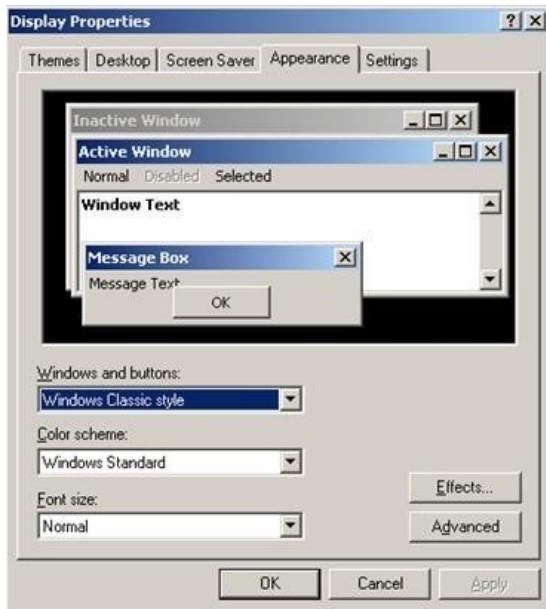 Display Properties
Themes Desktop Screen Saver Appearance Settings
Inactive Window
Active Window
Normal Disabled Selected
Window Text
Message Box
Message Text
OK
Windows and buttons:
Windows Classic style
Color scheme:
Windows Standard
Effects...
Font size:
Normal
Advanced
OK Cancel Apply